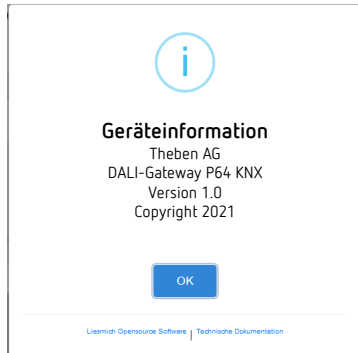 i
Geräteinformation
Theben AG
DALI-Gateway P64 KNX
Version 1.0
Copyright 2021
OK
Liesmich Opensource Software | Technische Dokumentation